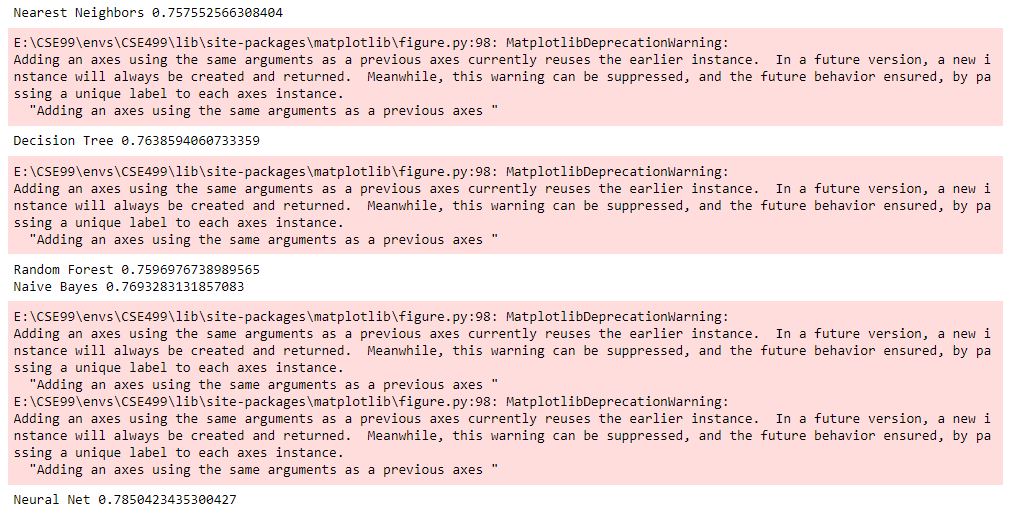 Nearest Neighbors 0.757552566308404
E:\CSE99\envs\CSE499\lib\site-packages\matplotlib\figure.py:98: MatplotlibDeprecationWarning:
Adding an axes using the same arguments as a previous axes currently reuses the earlier instance.  In a future version, a new i
nstance will always be created and returned.  Meanwhile, this warning can be suppressed, and the future behavior ensured, by pa
ssing a unique label to each axes instance.
  "Adding an axes using the same arguments as a previous axes "
Decision Tree 0.7638594060733359
E:\CSE99\envs\CSE499\lib\site-packages\matplotlib\figure.py:98: MatplotlibDeprecationWarning:
Adding an axes using the same arguments as a previous axes currently reuses the earlier instance.  In a future version, a new i
nstance will always be created and returned.  Meanwhile, this warning can be suppressed, and the future behavior ensured, by pa
ssing a unique label to each axes instance.
  "Adding an axes using the same arguments as a previous axes "
Random Forest 0.7596976738989565
Naive Bayes 0.7693283131857083
E:\CSE99\envs\CSE499\lib\site-packages\matplotlib\figure.py:98: MatplotlibDeprecationWarning:
Adding an axes using the same arguments as a previous axes currently reuses the earlier instance.  In a future version, a new i
nstance will always be created and returned.  Meanwhile, this warning can be suppressed, and the future behavior ensured, by pa
ssing a unique label to each axes instance.
  "Adding an axes using the same arguments as a previous axes "
E:\CSE99\envs\CSE499\lib\site-packages\matplotlib\figure.py:98: MatplotlibDeprecationWarning:
Adding an axes using the same arguments as a previous axes currently reuses the earlier instance.  In a future version, a new i
nstance will always be created and returned.  Meanwhile, this warning can be suppressed, and the future behavior ensured, by pa
ssing a unique label to each axes instance.
  "Adding an axes using the same arguments as a previous axes "
Neural Net 0.7850423435300427